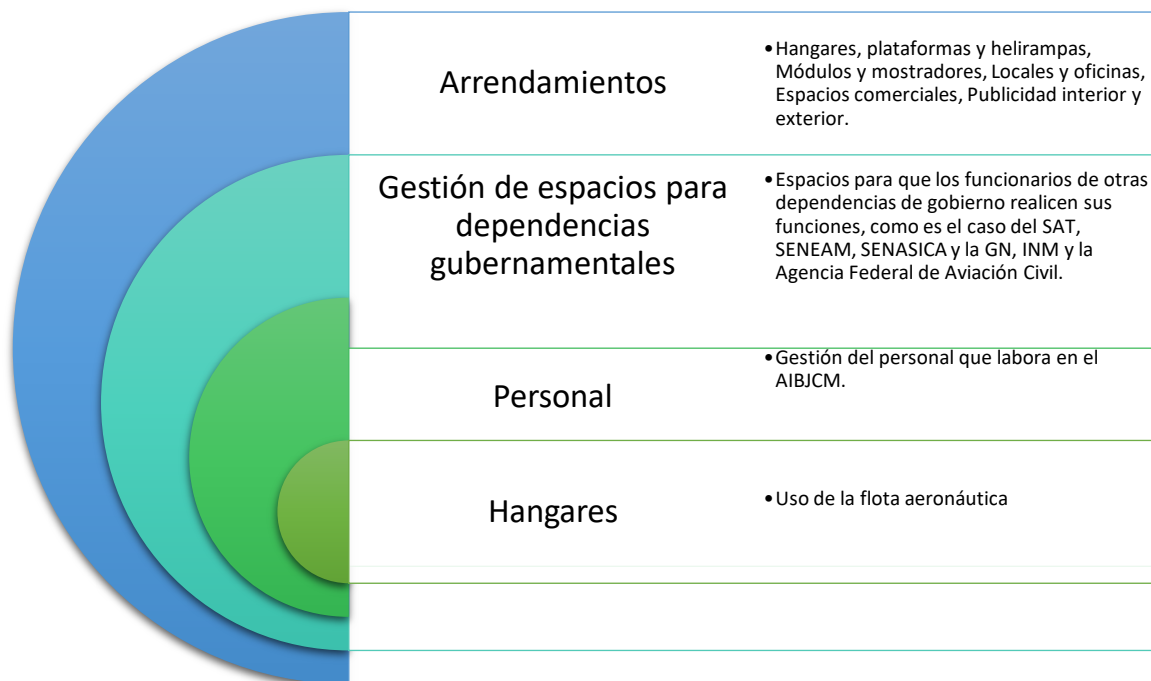 Arrendamientos
•Hangares, plataformas y helirampas,
Módulos y mostradores, Locales y oficinas,
Espacios comerciales, Publicidad interior y
exterior.
Gestión de espacios para
dependencias
gubernamentales
•Espacios para que los funcionarios de otras
dependencias de gobierno realicen sus
funciones, como es el caso del SAT,
SENEAM, SENASICA y la GN, INM y la
Agencia Federal de Aviación Civil.
Personal
•Gestión del personal que labora en el
AIBJCM.
Hangares
•Uso de la flota aeronáutica